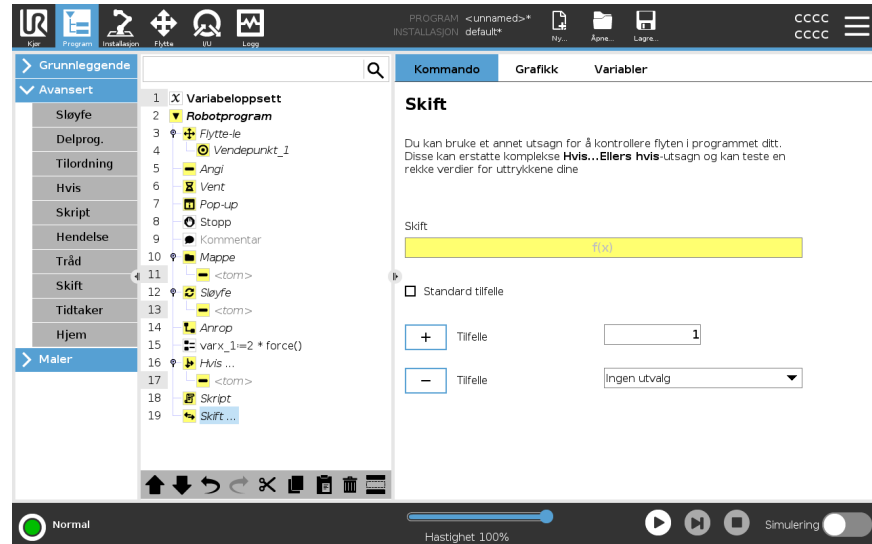 UR
PROGRAM <unnamed>*
INSTALLASJON default*
CCCC
CCCC
Kjør
Program
Installasjon
Flytte
I/U
Logg
Ny...
Åpne...
Lagre...
Grunnleggende
Avansert
Sløyfe
Delprog.
Tilordning
Hvis
Skript
Hendelse
Tråd
Skift
Tidtaker
Hjem
Maler
1 X Variabeloppsett
2 Robotprogram
3 Flytte-le
4 Vendepunkt_1
5 Angi
6 Vent
7 Pop-up
8 Stopp
9 Kommentar
10 Mappe
11 <tom>
12 Sløyfe
13 <tom>
14 Anrop
15 varx_1:=2 * force()
16 Hvis ...
17 <tom>
18 Skript
19 Skift ...
Kommando
Grafikk
Variabler
Skift
Du kan bruke et annet utsagn for å kontrollere flyten i programmet ditt.
Disse kan erstatte komplekse Hvis...Ellers hvis-utsagn og kan teste en
rekke verdier for uttrykkene dine
Skift
f(x)
Standard tilfelle
+ Tilfelle 1
− Tilfelle Ingen utvalg
Normal
Hastighet 100%
Simulering